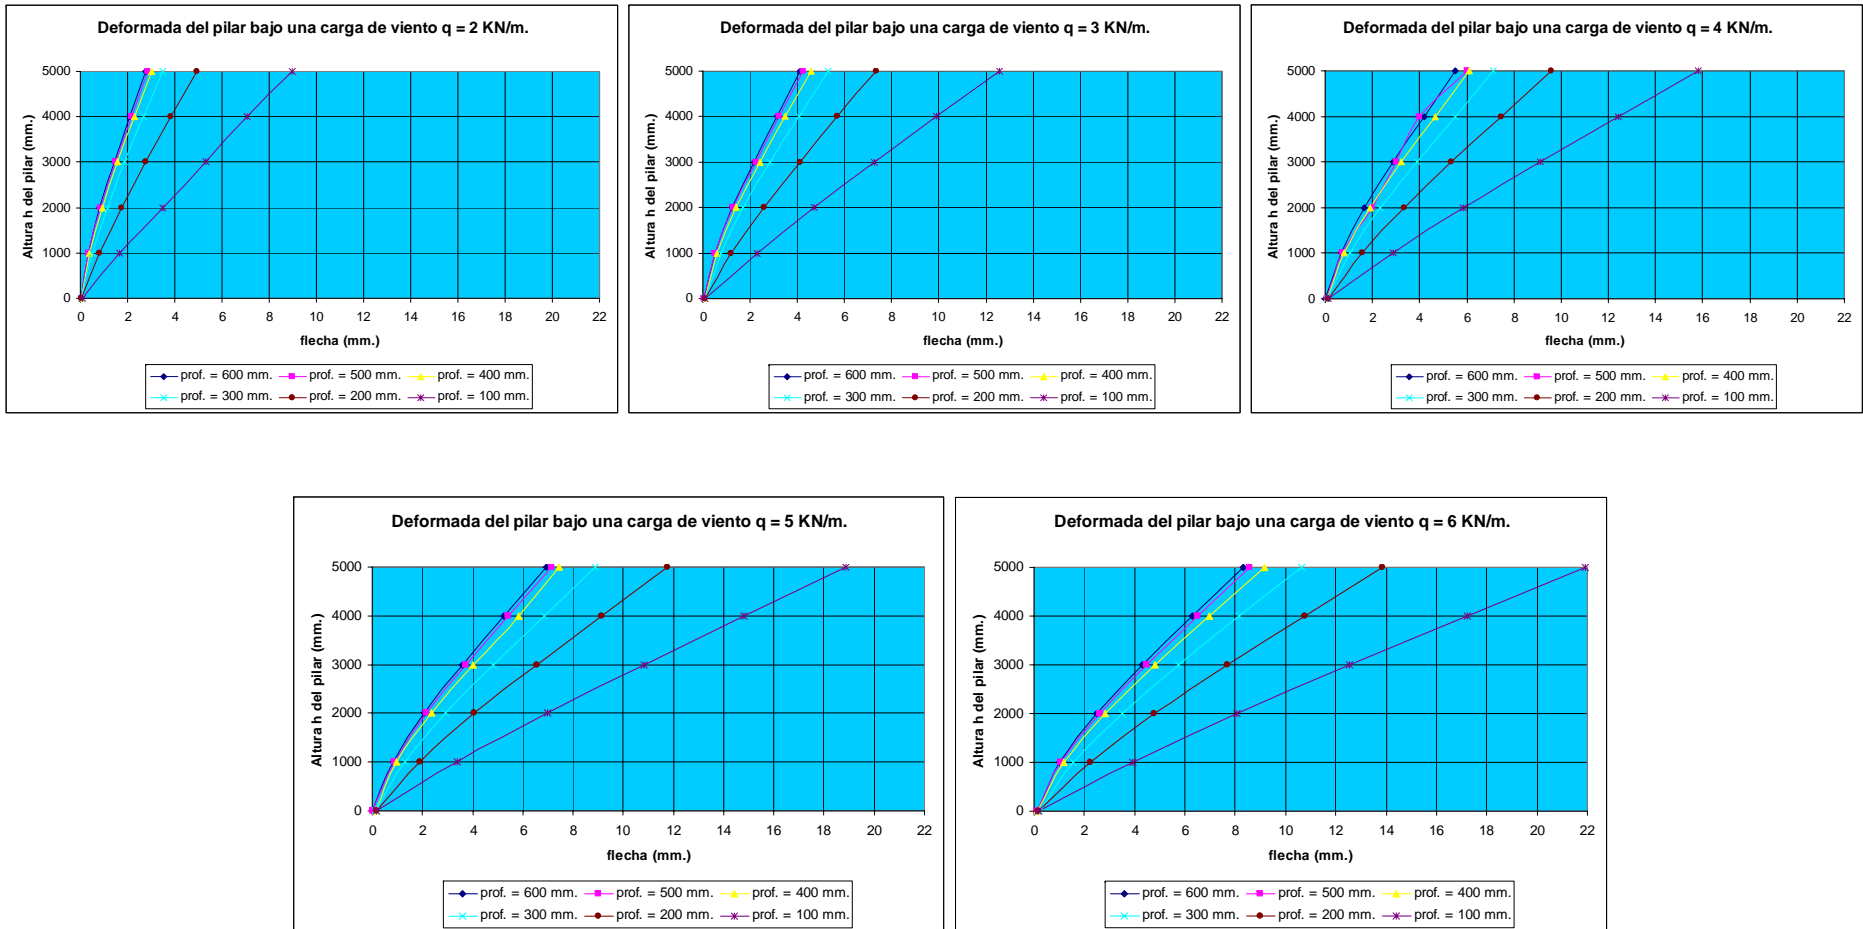 Deformada del pilar bajo una carga de viento q = 2 KN/m.
Altura h del pilar (mm.)
5000
4000
3000
2000
1000
0
0 2 4 6 8 10 12 14 16 18 20 22
flecha (mm.)
prof. = 600 mm. prof. = 500 mm. prof. = 400 mm.
prof. = 300 mm. prof. = 200 mm. prof. = 100 mm.
Deformada del pilar bajo una carga de viento q = 3 KN/m.
Altura h del pilar (mm.)
5000
4000
3000
2000
1000
0
0 2 4 6 8 10 12 14 16 18 20 22
flecha (mm.)
prof. = 600 mm. prof. = 500 mm. prof. = 400 mm.
prof. = 300 mm. prof. = 200 mm. prof. = 100 mm.
Deformada del pilar bajo una carga de viento q = 4 KN/m.
Altura h del pilar (mm.)
5000
4000
3000
2000
1000
0
0 2 4 6 8 10 12 14 16 18 20 22
flecha (mm.)
prof. = 600 mm. prof. = 500 mm. prof. = 400 mm.
prof. = 300 mm. prof. = 200 mm. prof. = 100 mm.
Deformada del pilar bajo una carga de viento q = 5 KN/m.
Altura h del pilar (mm.)
5000
4000
3000
2000
1000
0
0 2 4 6 8 10 12 14 16 18 20 22
flecha (mm.)
prof. = 600 mm. prof. = 500 mm. prof. = 400 mm.
prof. = 300 mm. prof. = 200 mm. prof. = 100 mm.
Deformada del pilar bajo una carga de viento q = 6 KN/m.
Altura h del pilar (mm.)
5000
4000
3000
2000
1000
0
0 2 4 6 8 10 12 14 16 18 20 22
flecha (mm.)
prof. = 600 mm. prof. = 500 mm. prof. = 400 mm.
prof. = 300 mm. prof. = 200 mm. prof. = 100 mm.